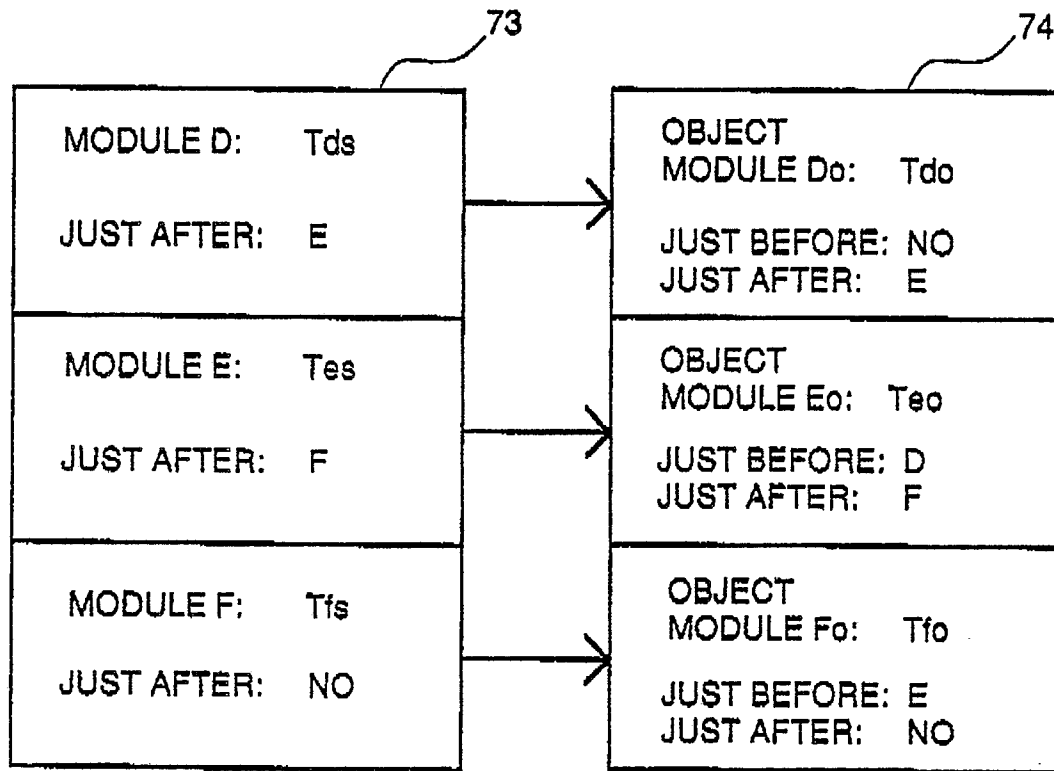 73
MODULE D: Tds
JUST AFTER: E
MODULE E: Tes
JUST AFTER: F
MODULE F: Tfs
JUST AFTER: NO
74
OBJECT
MODULE Do: Tdo
JUST BEFORE: NO
JUST AFTER: E
OBJECT
MODULE Eo: Teo
JUST BEFORE: D
JUST AFTER: F
OBJECT
MODULE Fo: Tfo
JUST BEFORE: E
JUST AFTER: NO